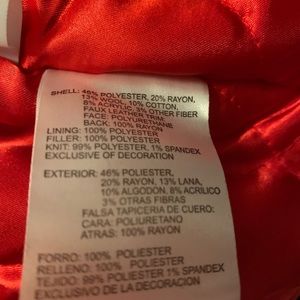 SHELL: 46% POLYESTER, 20% RAYON,
13% WOOL, 10% COTTON,
8% ACRYLIC, 3% OTHER FIBER
FAUX LEATHER TRIM:
FACE: POLYURETHANE
BACK: 100% RAYON
LINING: 100% POLYESTER
FILLER: 100% POLYESTER
KNIT: 99% POLYESTER, 1% SPANDEX
EXCLUSIVE OF DECORATION
EXTERIOR: 46% POLIESTER,
20% RAYON, 13% LANA,
10% ALGODON, 8% ACRILICO
3% OTRAS FIBRAS
FALSA TAPICERIA DE CUERO:
CARA: POLIURETANO
ATRAS: 100% RAYON
FORRO: 100% POLIESTER
RELLENO: 100% POLIESTER
TEJIDO: 99% POLIESTER 1% SPANDEX
EXCLUSIVO DE LA DECORACION